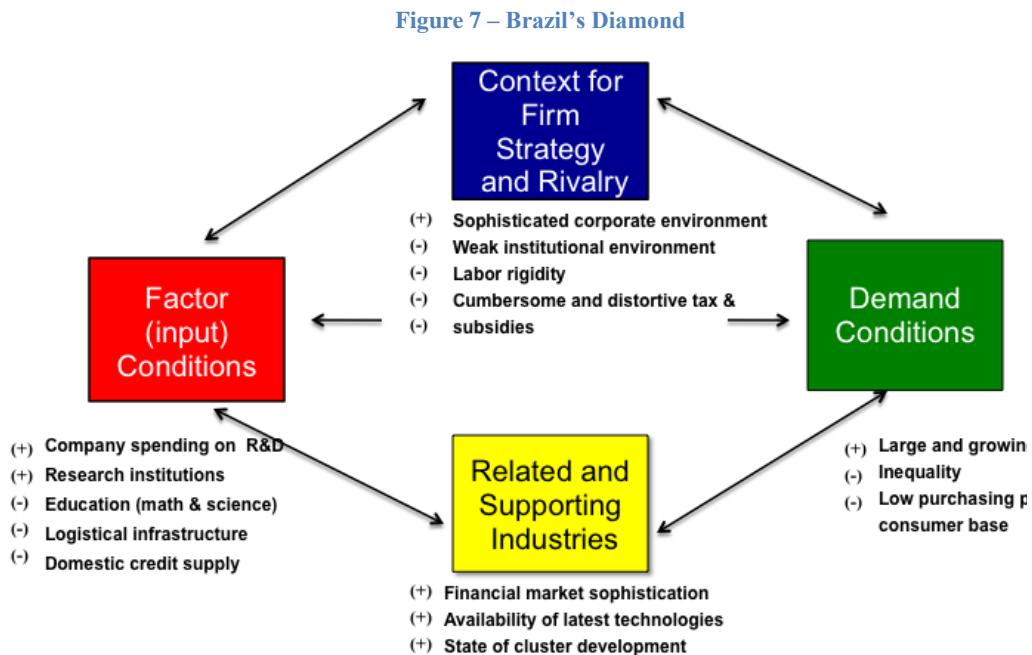 Figure 7 – Brazil's Diamond
Context for
Firm
Strategy
and Rivalry
(+) Sophisticated corporate environment
(-) Weak institutional environment
(-) Labor rigidity
(-) Cumbersome and distortive tax &
(-) subsidies
Factor
(input)
Conditions
Demand
Conditions
(+) Company spending on R&D
(+) Research institutions
(-) Education (math & science)
(-) Logistical infrastructure
(-) Domestic credit supply
Related and
Supporting
Industries
(+) Large and growing
(-) Inequality
(-) Low purchasing p
consumer base
(+) Financial market sophistication
(+) Availability of latest technologies
(+) State of cluster development